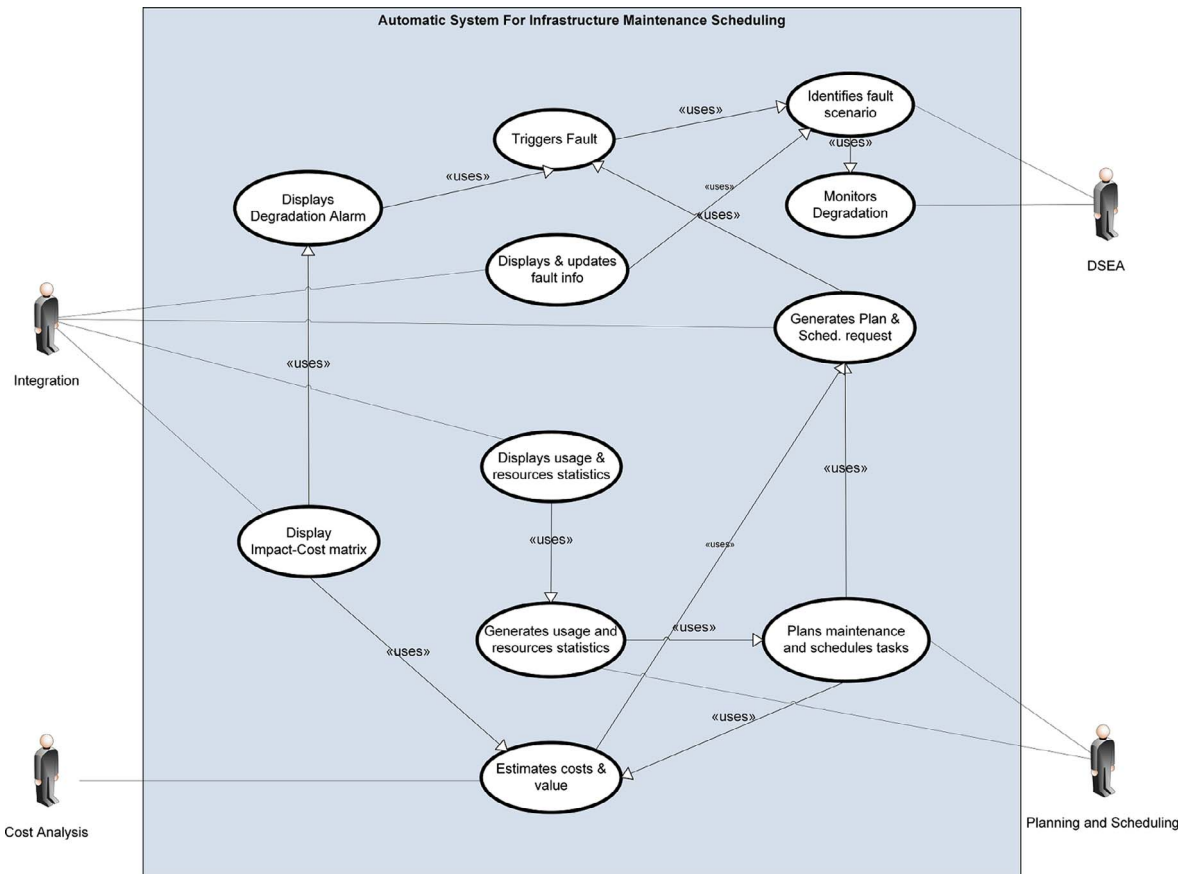 Automatic System For Infrastructure Maintenance Scheduling
Identifies fault
scenario
«uses»
Triggers Fault
«uses»
«uses»
Displays
Degradation Alarm
«uses»
Monitors
Degradation
«uses»
DSEA
Displays & updates
fault info
Integration
Generates Plan &
Sched. request
«uses»
Displays usage &
resources statistics
«uses»
Display
Impact-Cost matrix
«uses»
«uses»
Generates usage and
resources statistics
«uses»
Plans maintenance
and schedules tasks
«uses»
«uses»
Estimates costs &
value
Cost Analysis
Planning and Scheduling